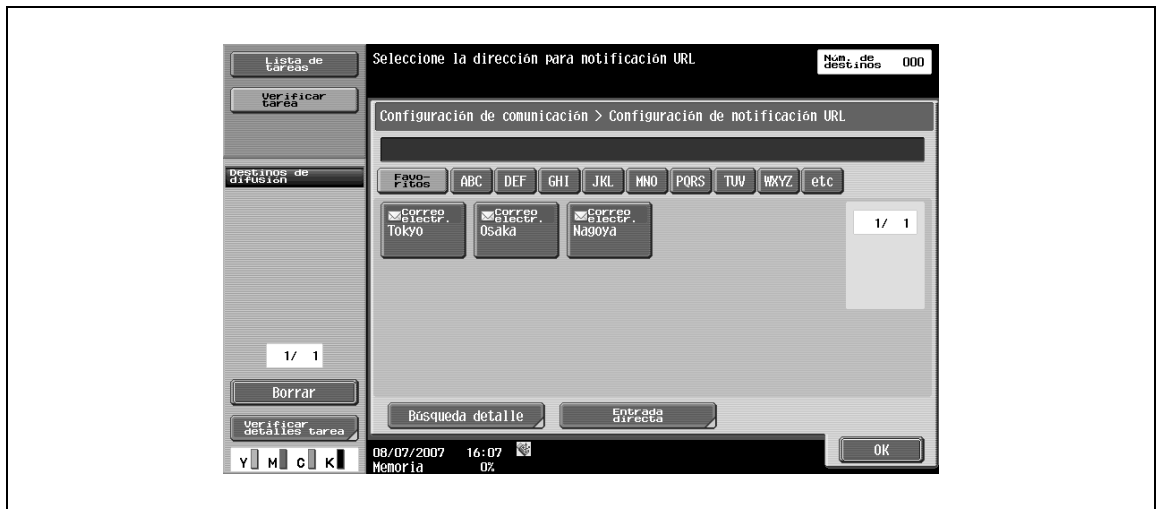 Lista de
tareas
Verificar
tarea
Destinos de
difusión
1/ 1
Borrar
Verificar
detalles tarea
Y M C K
Seleccione la dirección para notificación URL
Núm. de
destinos 000
Configuración de comunicación > Configuración de notificación URL
Favo-
ritos ABC DEF GHI JKL MNO PQRS TUV WXYZ etc
Correo
electr.
Tokyo
Correo
electr.
Osaka
Correo
electr.
Nagoya
1/ 1
Búsqueda detalle
Entrada
directa
08/07/2007 16:07
Memoria 0%
OK